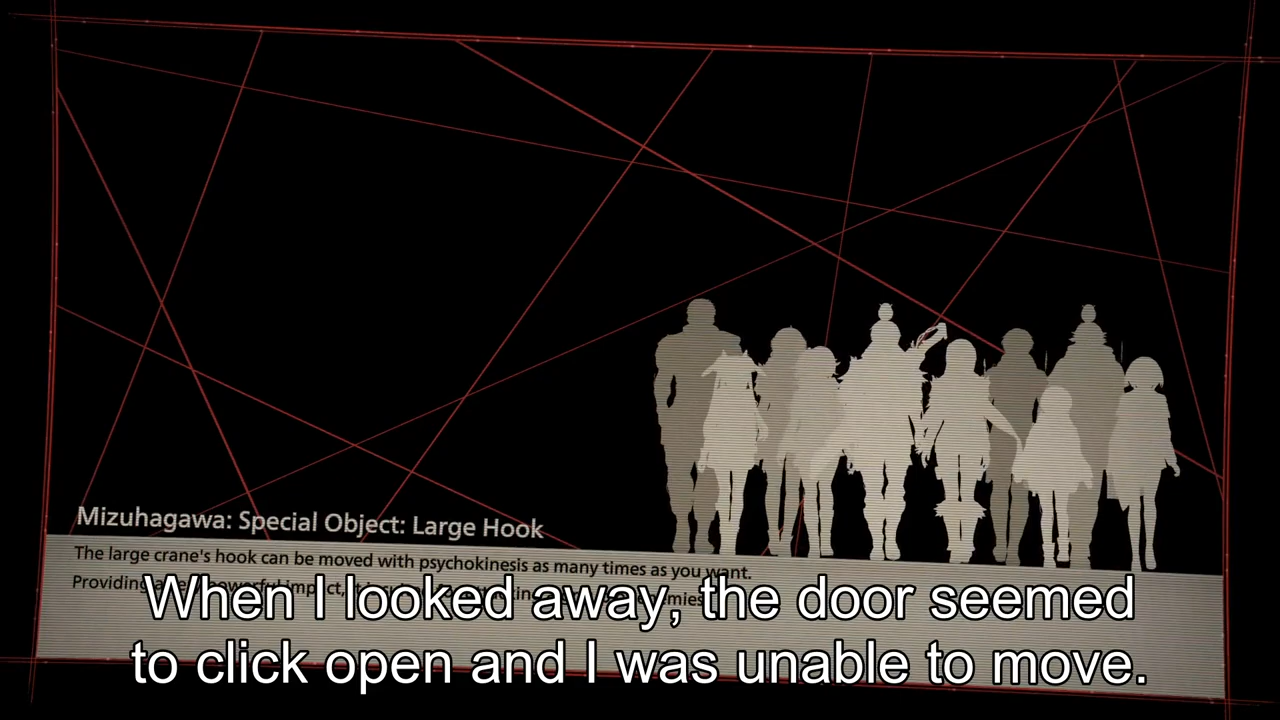 Mizuhagawa: Special Object: Large Hook
The large crane's hook can be moved with psychokinesis as many times as you want.
When I looked away, the door seemed
to click open and I was unable to move.